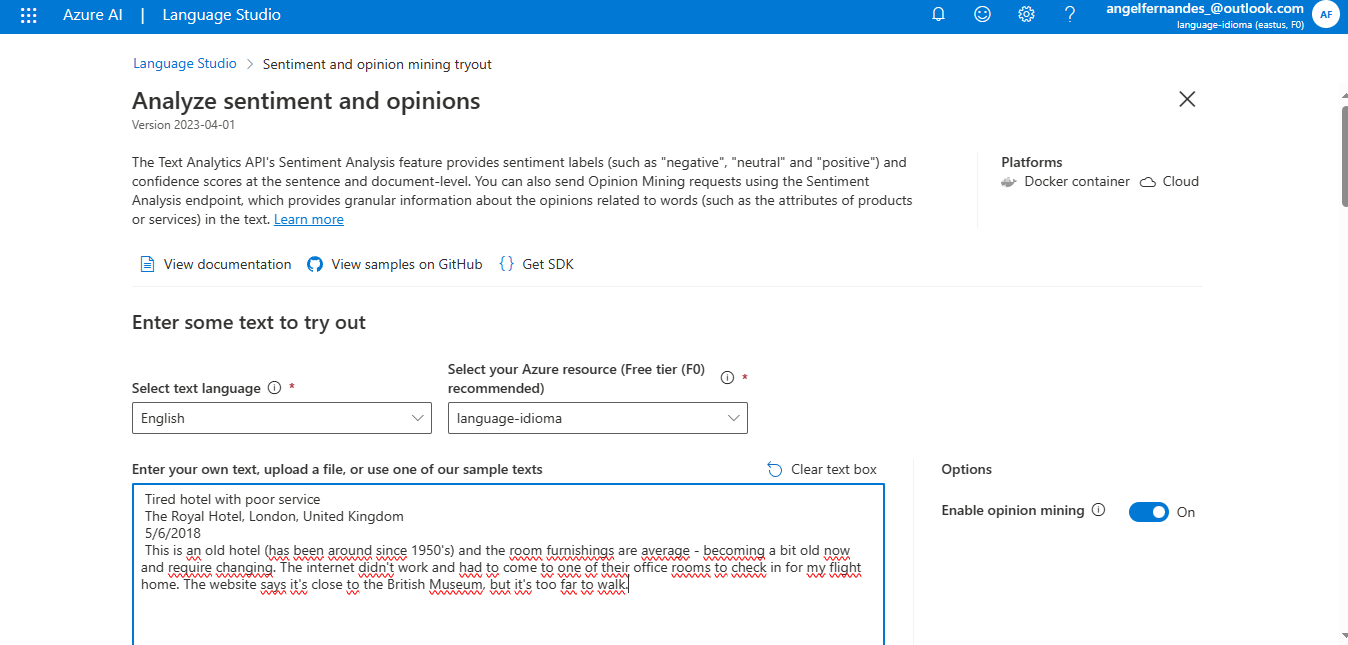 Azure AI | Language Studio
angelfernandes_@outlook.com
language-idioma (eastus, F0)
AF
Language Studio > Sentiment and opinion mining tryout
Analyze sentiment and opinions
Version 2023-04-01
The Text Analytics API's Sentiment Analysis feature provides sentiment labels (such as "negative", "neutral" and "positive") and
confidence scores at the sentence and document-level. You can also send Opinion Mining requests using the Sentiment
Analysis endpoint, which provides granular information about the opinions related to words (such as the attributes of products
or services) in the text. Learn more
Platforms
Docker container Cloud
View documentation View samples on GitHub {} Get SDK
Enter some text to try out
Select text language *
English
Select your Azure resource (Free tier (F0)
recommended) *
language-idioma
Enter your own text, upload a file, or use one of our sample texts
Clear text box
Tired hotel with poor service
The Royal Hotel, London, United Kingdom
5/6/2018
This is an old hotel (has been around since 1950's) and the room furnishings are average - becoming a bit old now
and require changing. The internet didn't work and had to come to one of their office rooms to check in for my flight
home. The website says it's close to the British Museum, but it's too far to walk.
Options
Enable opinion mining On